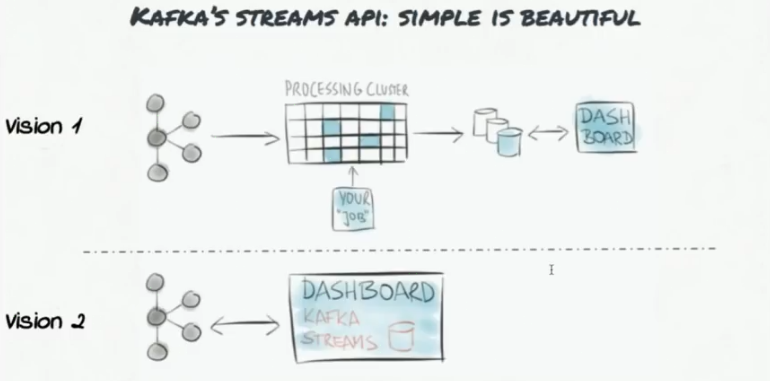 KAFKA'S STREAMS API: SIMPLE IS BEAUTIFUL
Vision 1
PROCESSING CLUSTER
YOUR
"JOB"
DASH
BOARD
Vision 2
DASHBOARD
KAFKA
STREAMS